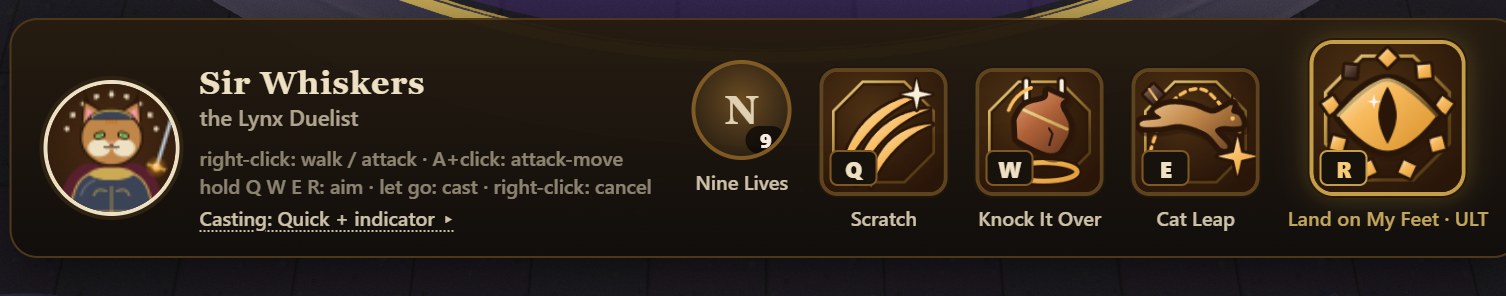 Sir Whiskers
the Lynx Duelist
right-click: walk / attack · A+click: attack-move
hold Q W E R: aim · let go: cast · right-click: cancel
Casting: Quick + indicator ▸
N
9
Nine Lives
Q
Scratch
W
Knock It Over
E
Cat Leap
R
Land on My Feet · ULT